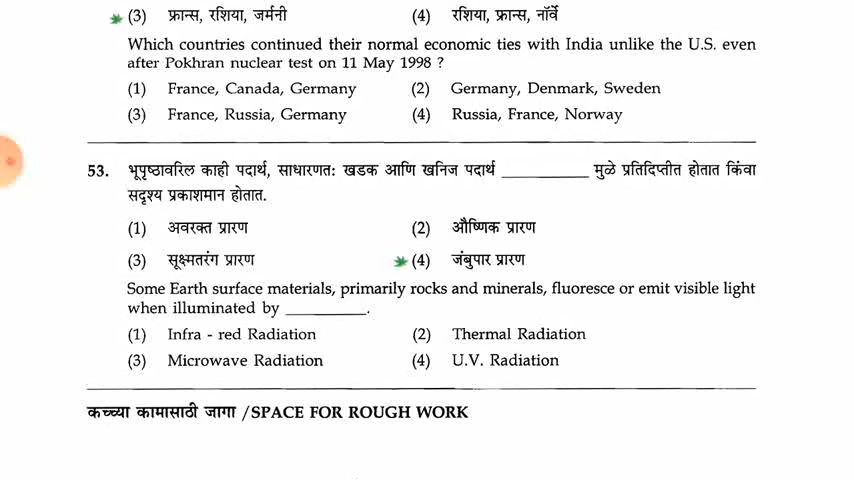 (3) फ्रान्स, रशिया, जर्मनी (4) रशिया, फ्रान्स, नॉर्वे
Which countries continued their normal economic ties with India unlike the U.S. even
after Pokhran nuclear test on 11 May 1998 ?
(1) France, Canada, Germany (2) Germany, Denmark, Sweden
(3) France, Russia, Germany (4) Russia, France, Norway
53. भूपृष्ठावरिल काही पदार्थ, साधारणत: खडक आणि खनिज पदार्थ __________ मुळे प्रतिदिप्तीत होतात किंवा
सदृश्य प्रकाशमान होतात.
(1) अवरक्त प्रारण (2) औष्णिक प्रारण
(3) सूक्ष्मतरंग प्रारण (4) जंबुपार प्रारण
Some Earth surface materials, primarily rocks and minerals, fluoresce or emit visible light
when illuminated by __________.
(1) Infra - red Radiation (2) Thermal Radiation
(3) Microwave Radiation (4) U.V. Radiation
कच्च्या कामासाठी जागा /SPACE FOR ROUGH WORK